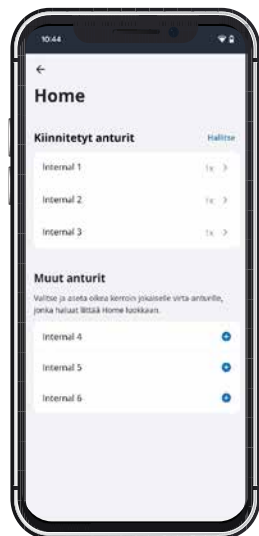 10:44
←
Home
Kiinnitetyt anturit Hallitse
Internal 1 1x >
Internal 2 1x >
Internal 3 1x >
Muut anturit
Valitse ja aseta oikea kerroin jokaiselle virta-anturille,
jonka haluat liittää Home luokkaan.
Internal 4
Internal 5
Internal 6